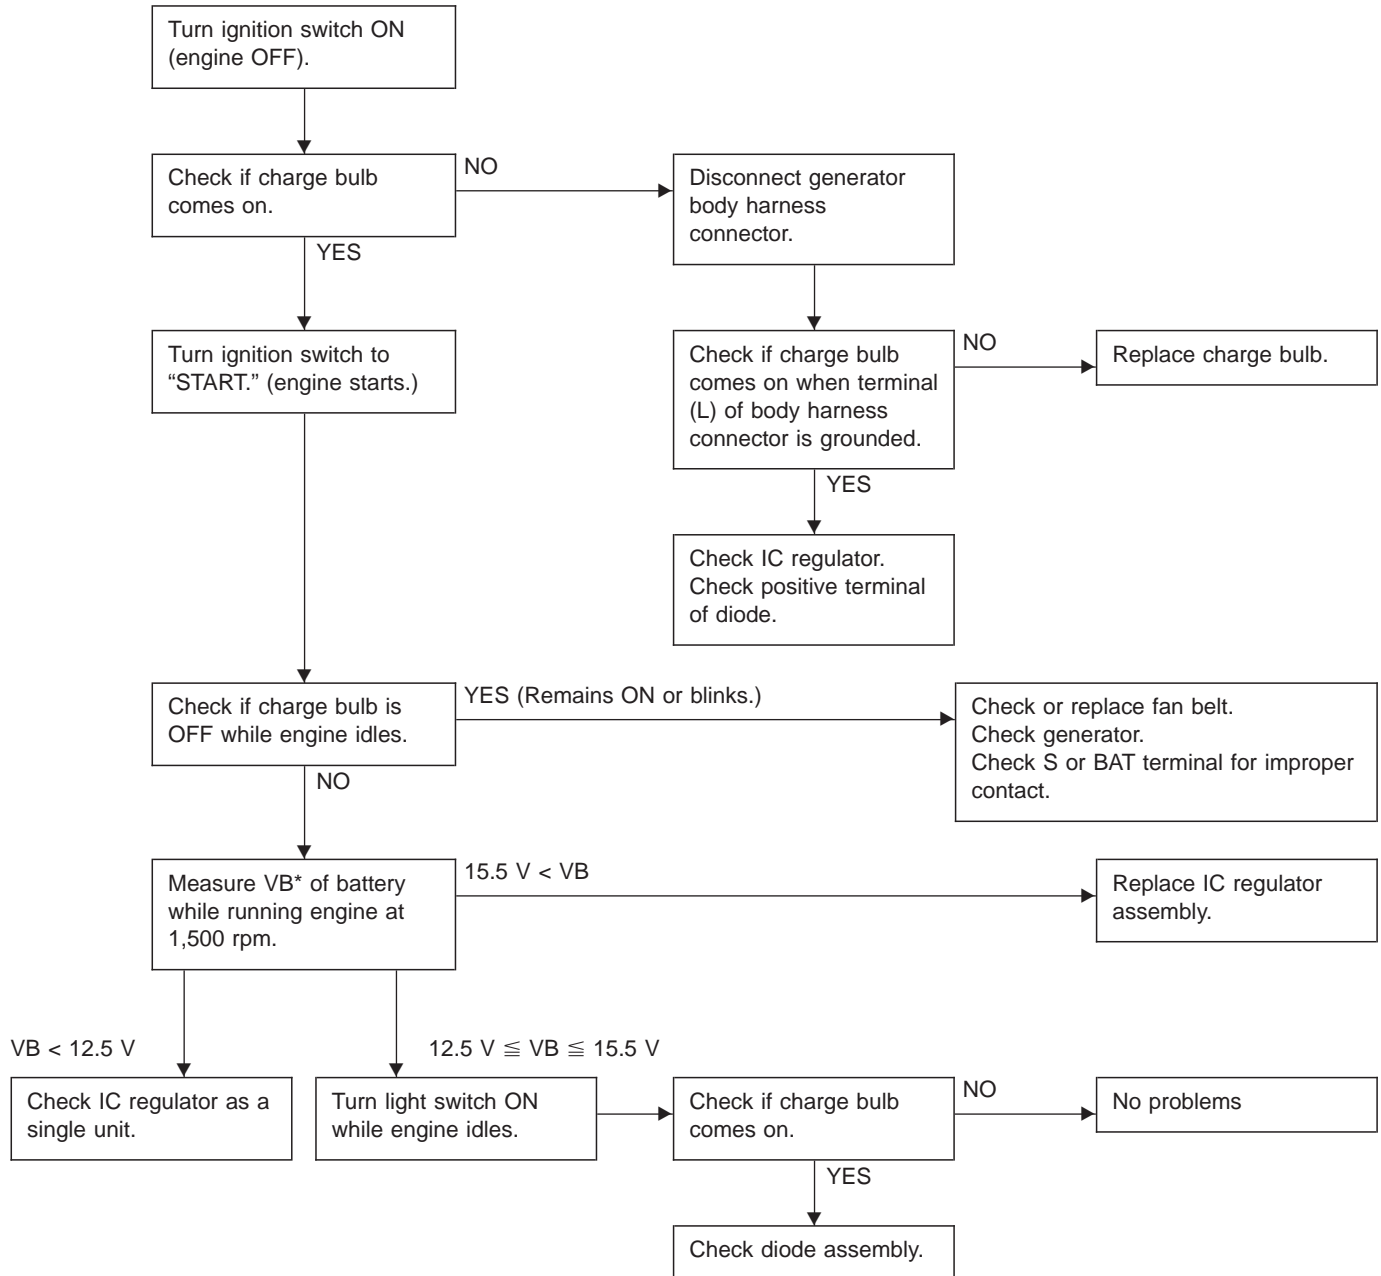 Turn ignition switch ON
(engine OFF).
Check if charge bulb
comes on.
NO
Disconnect generator
body harness
connector.
YES
Turn ignition switch to
“START.” (engine starts.)
Check if charge bulb
comes on when terminal
(L) of body harness
connector is grounded.
NO
Replace charge bulb.
YES
Check IC regulator.
Check positive terminal
of diode.
Check if charge bulb is
OFF while engine idles.
YES (Remains ON or blinks.)
Check or replace fan belt.
Check generator.
Check S or BAT terminal for improper
contact.
NO
Measure VB* of battery
while running engine at
1,500 rpm.
15.5 V < VB
Replace IC regulator
assembly.
VB < 12.5 V
12.5 V ≦ VB ≦ 15.5 V
Check IC regulator as a
single unit.
Turn light switch ON
while engine idles.
Check if charge bulb
comes on.
NO
No problems
YES
Check diode assembly.